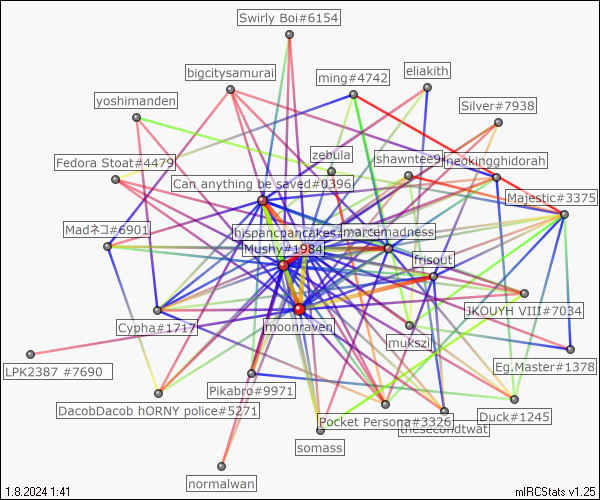 Swirly Boi#6154
bigcitysamurai
ming#4742
eliakith
yoshimanden
Silver#7938
zebula
shawntee9
neokingghidorah
Fedora Stoat#4479
Can anything be saved#0396
Majestic#3375
Madネコ#6901
hispancpancakes#
marcemadness
Mushy#1984
frisout
Cypha#1717
moonraven
JKOUYH VIII#7034
mukszi
LPK2387 #7690
Eg.Master#1378
Pikabro#9971
DacobDacob hORNY police#5271
Pocket Persona#3326
Duck#1245
thesecondtwat
somass
normalwan
1.8.2024 1:41
mIRCStats v1.25